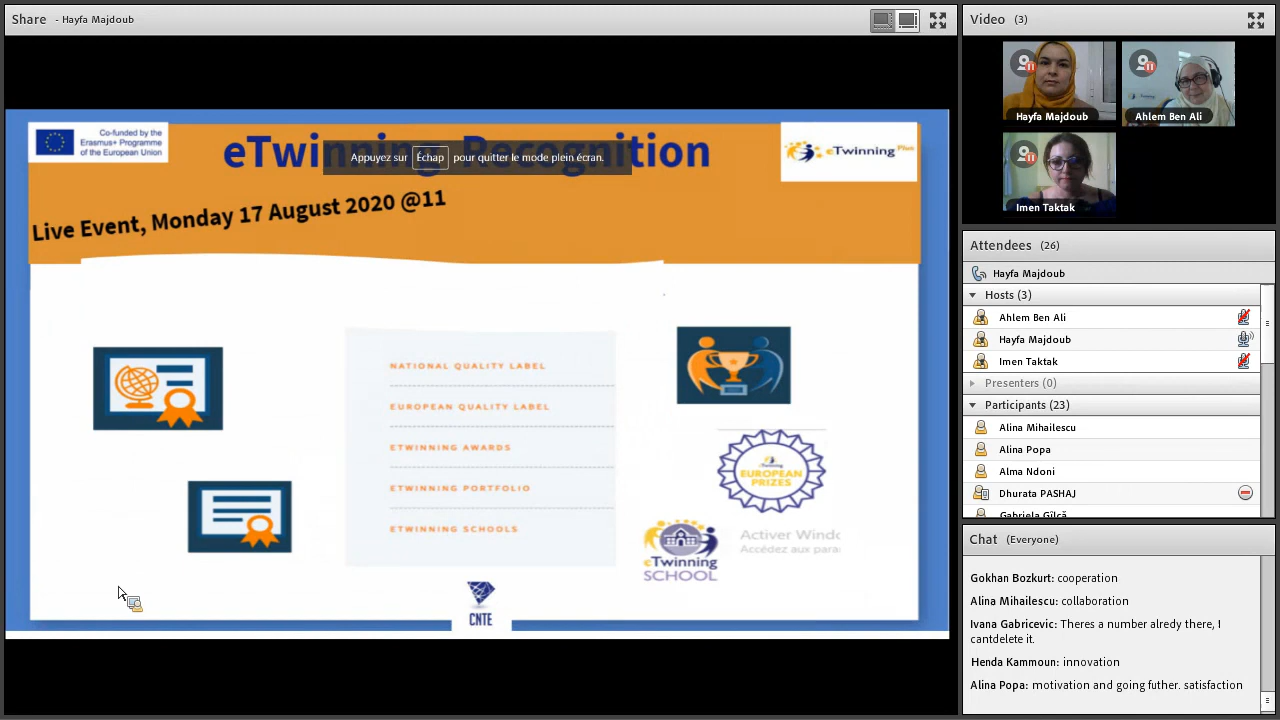 Share - Hayfa Majdoub
Co-funded by the
Erasmus+ Programme
of the European Union
eTwinning Recognition
Appuyez sur Échap pour quitter le mode plein écran.
eTwinning Plus
Live Event, Monday 17 August 2020 @11
NATIONAL QUALITY LABEL
EUROPEAN QUALITY LABEL
ETWINNING AWARDS
ETWINNING PORTFOLIO
ETWINNING SCHOOLS
eTwinning
EUROPEAN
PRIZES
Activer Windo
Accédez aux para
eTwinning
SCHOOL
CNTE
Video (3)
Hayfa Majdoub
Ahlem Ben Ali
Imen Taktak
Attendees (26)
Hayfa Majdoub
Hosts (3)
Ahlem Ben Ali
Hayfa Majdoub
Imen Taktak
Presenters (0)
Participants (23)
Alina Mihailescu
Alina Popa
Alma Ndoni
Dhurata PASHAJ
Gabriela Gîlcă
Chat (Everyone)
Gokhan Bozkurt: cooperation
Alina Mihailescu: collaboration
Ivana Gabricevic: Theres a number alredy there, I
cantdelete it.
Henda Kammoun: innovation
Alina Popa: motivation and going futher. satisfaction